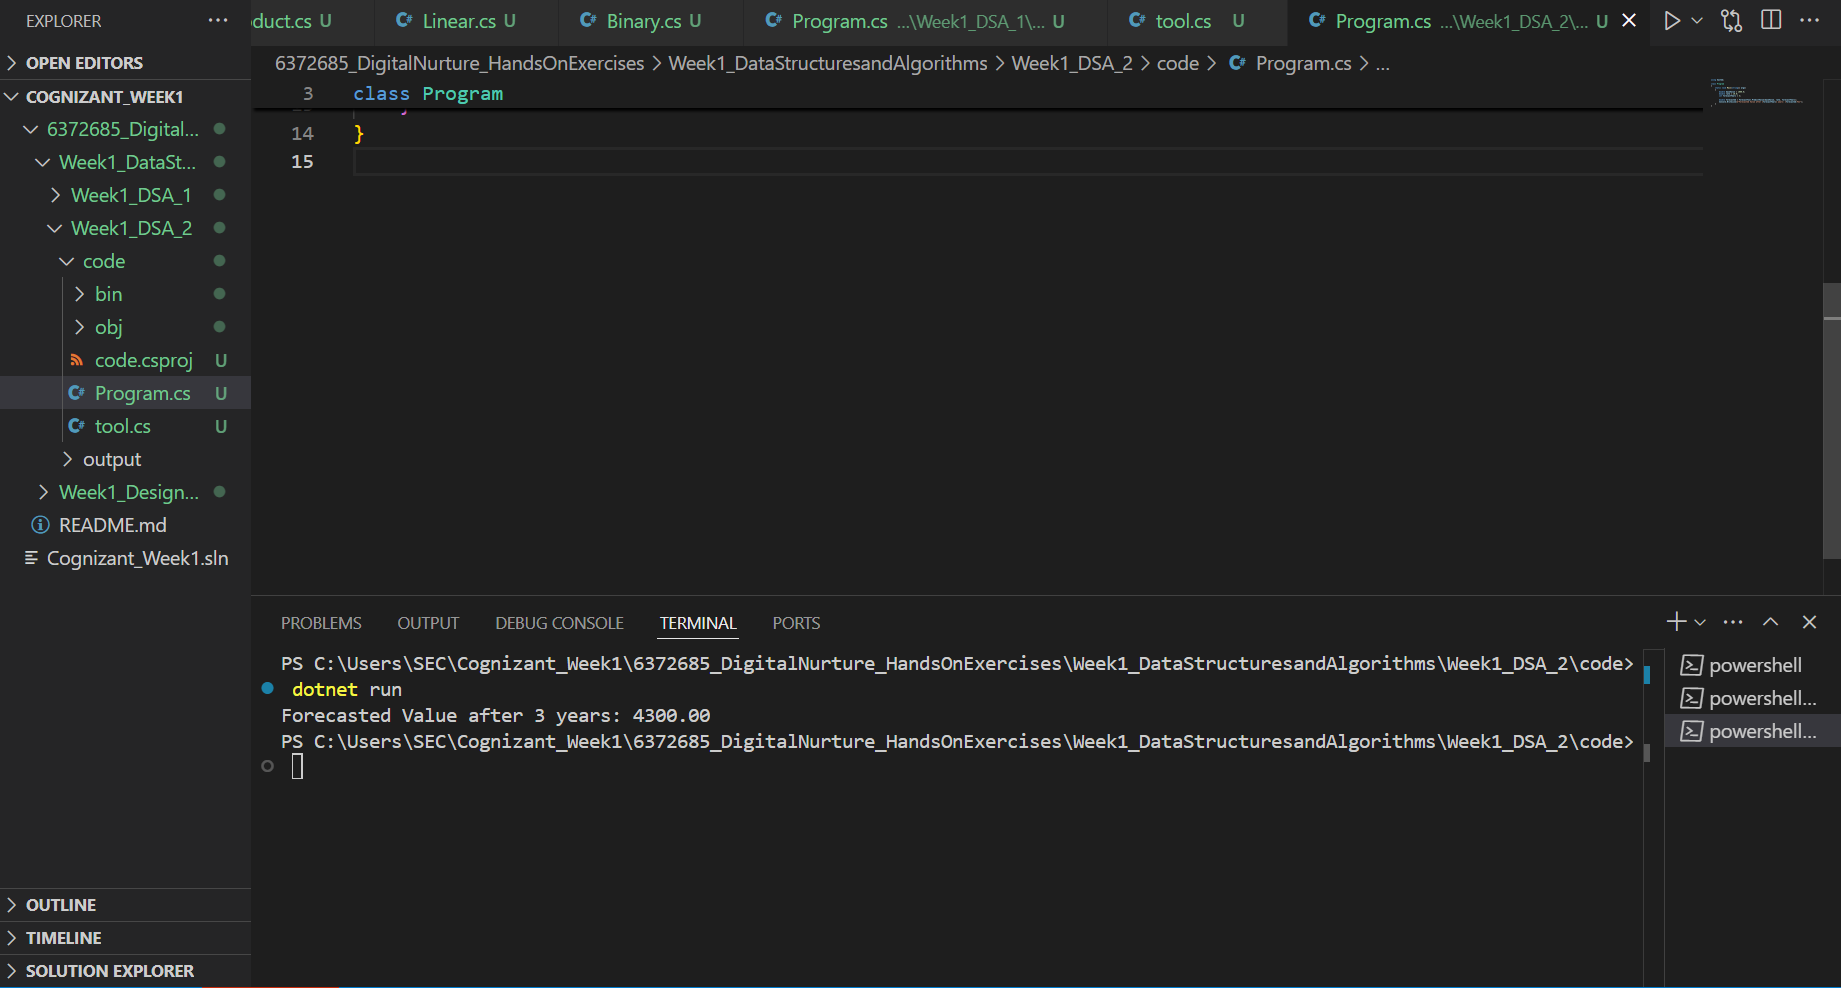 EXPLORER ...
OPEN EDITORS
COGNIZANT_WEEK1
6372685_Digital...
Week1_DataSt...
Week1_DSA_1
Week1_DSA_2
code
bin
obj
code.csproj U
C# Program.cs U
C# tool.cs U
output
Week1_Design...
README.md
Cognizant_Week1.sln
OUTLINE
TIMELINE
SOLUTION EXPLORER
duct.cs U
C# Linear.cs U
C# Binary.cs U
C# Program.cs ...\Week1_DSA_1\... U
C# tool.cs U
C# Program.cs ...\Week1_DSA_2\... U
6372685_DigitalNurture_HandsOnExercises > Week1_DataStructuresandAlgorithms > Week1_DSA_2 > code > C# Program.cs > ...
3 class Program
14 }
15
PROBLEMS OUTPUT DEBUG CONSOLE TERMINAL PORTS
PS C:\Users\SEC\Cognizant_Week1\6372685_DigitalNurture_HandsOnExercises\Week1_DataStructuresandAlgorithms\Week1_DSA_2\code>
dotnet run
Forecasted Value after 3 years: 4300.00
PS C:\Users\SEC\Cognizant_Week1\6372685_DigitalNurture_HandsOnExercises\Week1_DataStructuresandAlgorithms\Week1_DSA_2\code>
powershell
powershell...
powershell...